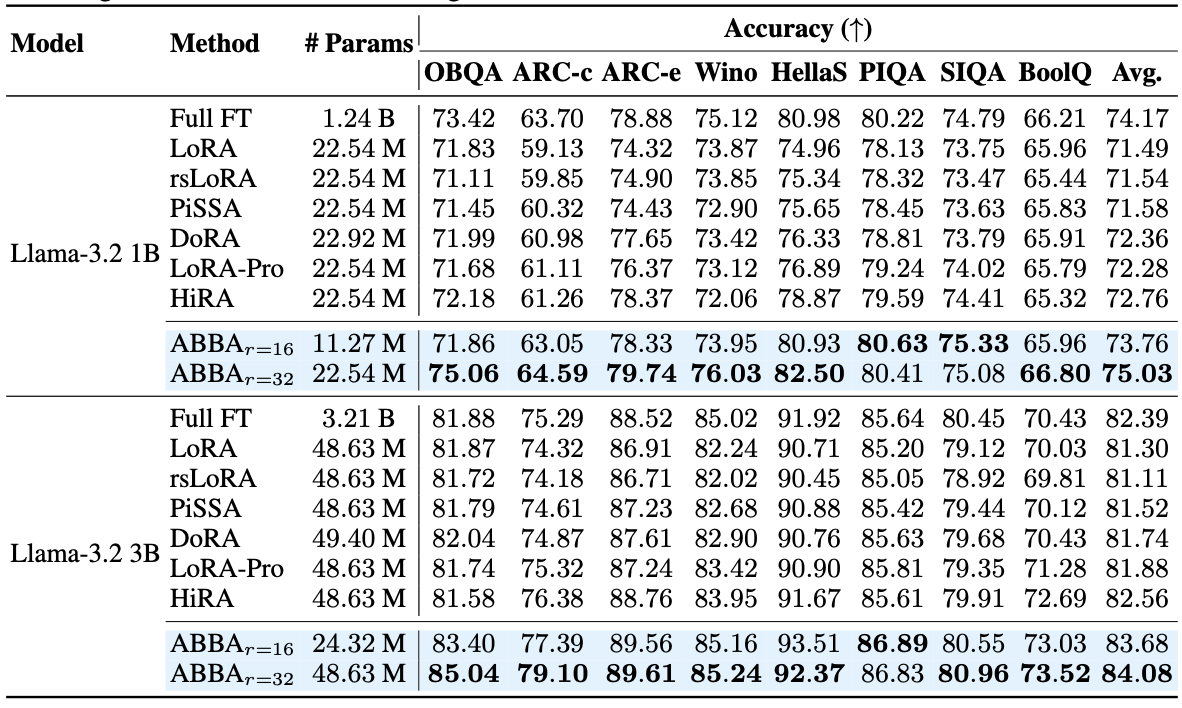 Model Method # Params Accuracy (↑)
OBQA ARC-c ARC-e Wino HellaS PIQA SIQA BoolQ Avg.
Llama-3.2 1B
Full FT 1.24 B 73.42 63.70 78.88 75.12 80.98 80.22 74.79 66.21 74.17
LoRA 22.54 M 71.83 59.13 74.32 73.87 74.96 78.13 73.75 65.96 71.49
rsLoRA 22.54 M 71.11 59.85 74.90 73.85 75.34 78.32 73.47 65.44 71.54
PiSSA 22.54 M 71.45 60.32 74.43 72.90 75.65 78.45 73.63 65.83 71.58
DoRA 22.92 M 71.99 60.98 77.65 73.42 76.33 78.81 73.79 65.91 72.36
LoRA-Pro 22.54 M 71.68 61.11 76.37 73.12 76.89 79.24 74.02 65.79 72.28
HiRA 22.54 M 72.18 61.26 78.37 72.06 78.87 79.59 74.41 65.32 72.76
ABBAr=16 11.27 M 71.86 63.05 78.33 73.95 80.93 80.63 75.33 65.96 73.76
ABBAr=32 22.54 M 75.06 64.59 79.74 76.03 82.50 80.41 75.08 66.80 75.03
Llama-3.2 3B
Full FT 3.21 B 81.88 75.29 88.52 85.02 91.92 85.64 80.45 70.43 82.39
LoRA 48.63 M 81.87 74.32 86.91 82.24 90.71 85.20 79.12 70.03 81.30
rsLoRA 48.63 M 81.72 74.18 86.71 82.02 90.45 85.05 78.92 69.81 81.11
PiSSA 48.63 M 81.79 74.61 87.23 82.68 90.88 85.42 79.44 70.12 81.52
DoRA 49.40 M 82.04 74.87 87.61 82.90 90.76 85.63 79.68 70.43 81.74
LoRA-Pro 48.63 M 81.74 75.32 87.24 83.42 90.90 85.81 79.35 71.28 81.88
HiRA 48.63 M 81.58 76.38 88.76 83.95 91.67 85.61 79.91 72.69 82.56
ABBAr=16 24.32 M 83.40 77.39 89.56 85.16 93.51 86.89 80.55 73.03 83.68
ABBAr=32 48.63 M 85.04 79.10 89.61 85.24 92.37 86.83 80.96 73.52 84.08